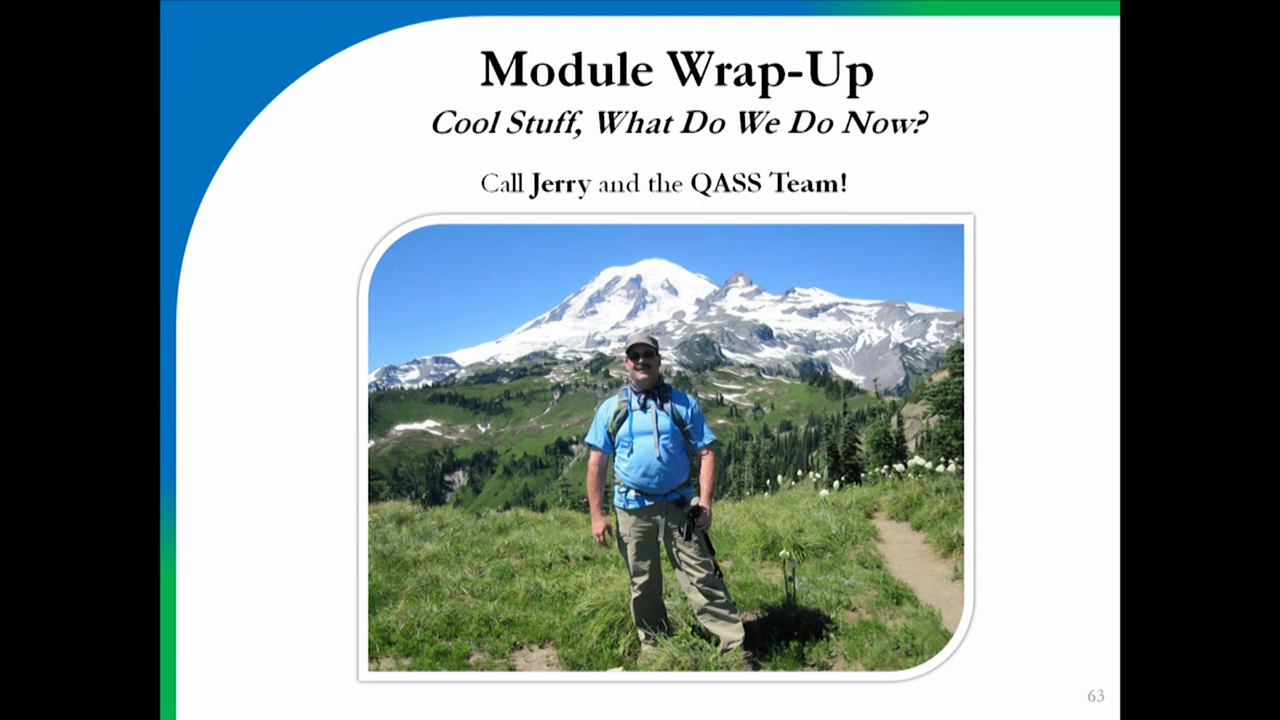 Module Wrap-Up
Cool Stuff, What Do We Do Now?
Call Jerry and the QASS Team!
63